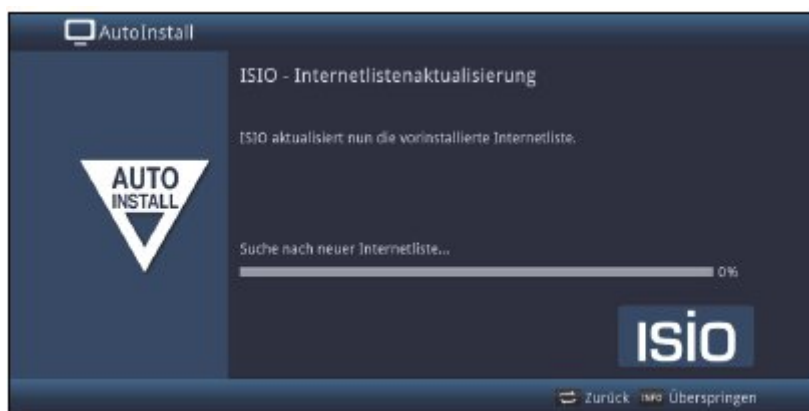 AutoInstall
ISIO - Internetlistenaktualisierung
ISIO aktualisiert nun die vorinstallierte Internetliste.
AUTO
INSTALL
Suche nach neuer Internetliste...
0%
ISIO
Zurück INFO Überspringen